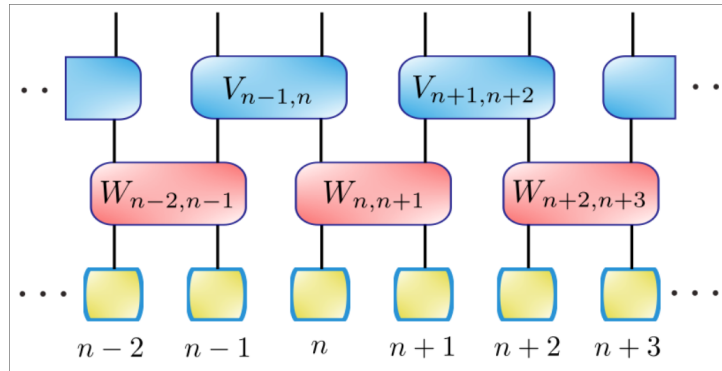 V_{n−1,n} V_{n+1,n+2}
W_{n−2,n−1} W_{n,n+1} W_{n+2,n+3}
n − 2 n − 1 n n + 1 n + 2 n + 3